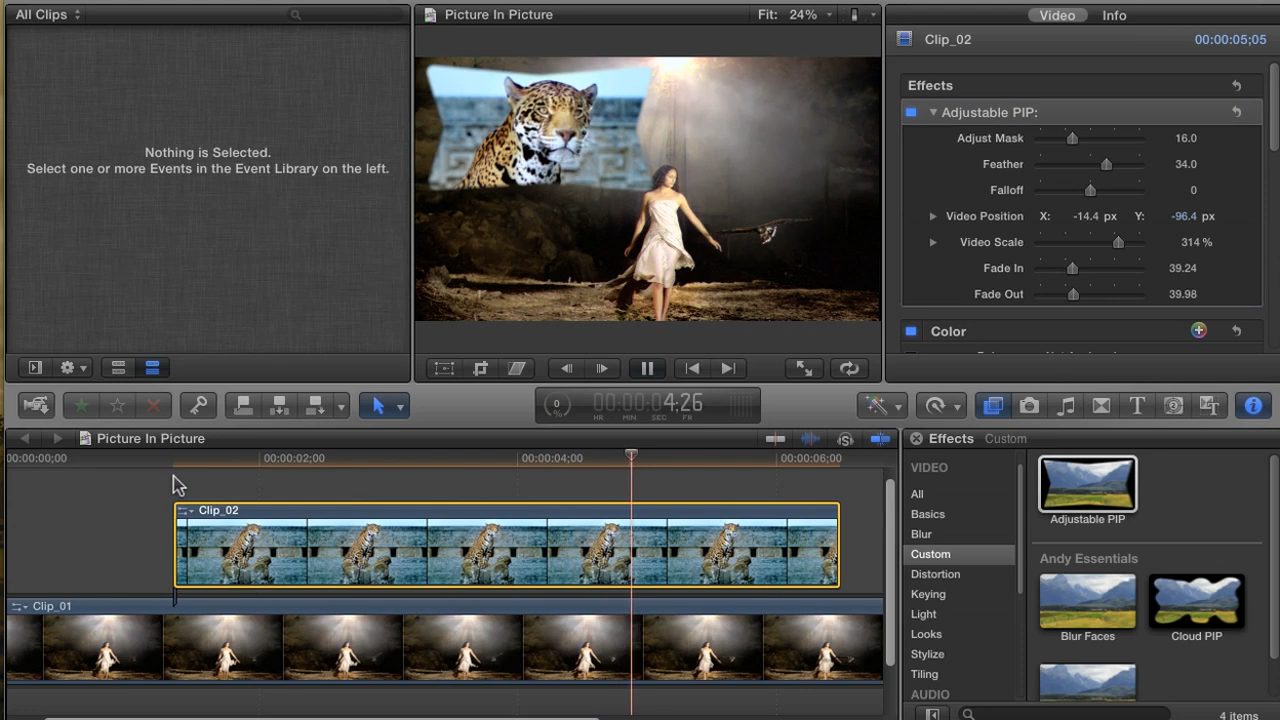 All Clips
Picture In Picture
Fit: 24%
Video
Info
Nothing is Selected.
Select one or more Events in the Event Library on the left.
Clip_02
00:00:05;05
Effects
Adjustable PIP:
Adjust Mask 16.0
Feather 34.0
Falloff 0
Video Position X: -14.4 px Y: -96.4 px
Video Scale 314 %
Fade In 39.24
Fade Out 39.98
Color
0
%
00:00:04;26
HR MIN SEC FR
Picture In Picture
00:00:00;00
00:00:02;00
00:00:04;00
00:00:06;00
Clip_02
Clip_01
Effects Custom
VIDEO
All
Basics
Blur
Custom
Distortion
Keying
Light
Looks
Stylize
Tiling
AUDIO
Adjustable PIP
Andy Essentials
Blur Faces
Cloud PIP
4 items